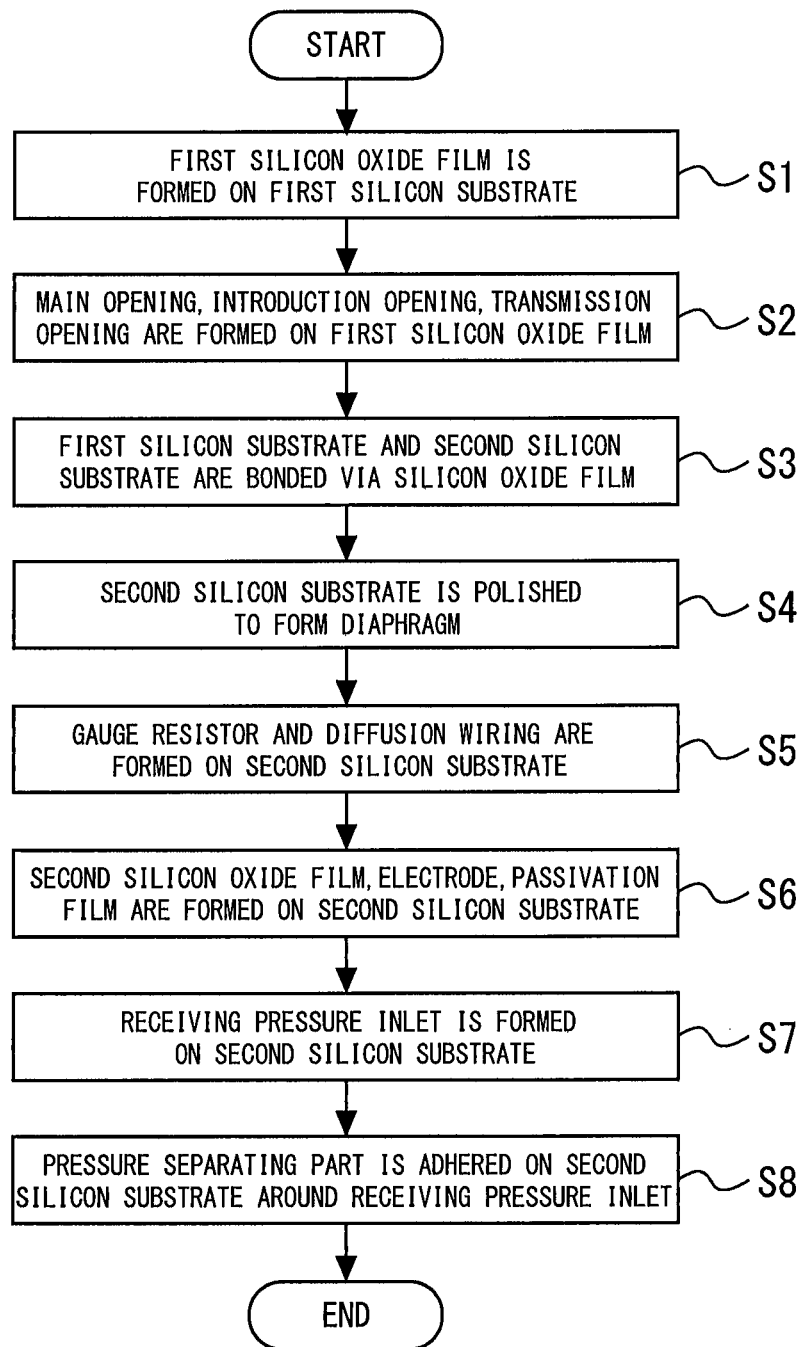 START
FIRST SILICON OXIDE FILM IS
FORMED ON FIRST SILICON SUBSTRATE
S1
MAIN OPENING, INTRODUCTION OPENING, TRANSMISSION
OPENING ARE FORMED ON FIRST SILICON OXIDE FILM
S2
FIRST SILICON SUBSTRATE AND SECOND SILICON
SUBSTRATE ARE BONDED VIA SILICON OXIDE FILM
S3
SECOND SILICON SUBSTRATE IS POLISHED
TO FORM DIAPHRAGM
S4
GAUGE RESISTOR AND DIFFUSION WIRING ARE
FORMED ON SECOND SILICON SUBSTRATE
S5
SECOND SILICON OXIDE FILM, ELECTRODE, PASSIVATION
FILM ARE FORMED ON SECOND SILICON SUBSTRATE
S6
RECEIVING PRESSURE INLET IS FORMED
ON SECOND SILICON SUBSTRATE
S7
PRESSURE SEPARATING PART IS ADHERED ON SECOND
SILICON SUBSTRATE AROUND RECEIVING PRESSURE INLET
S8
END